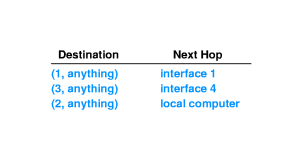 Destination Next Hop
(1, anything) interface 1
(3, anything) interface 4
(2, anything) local computer